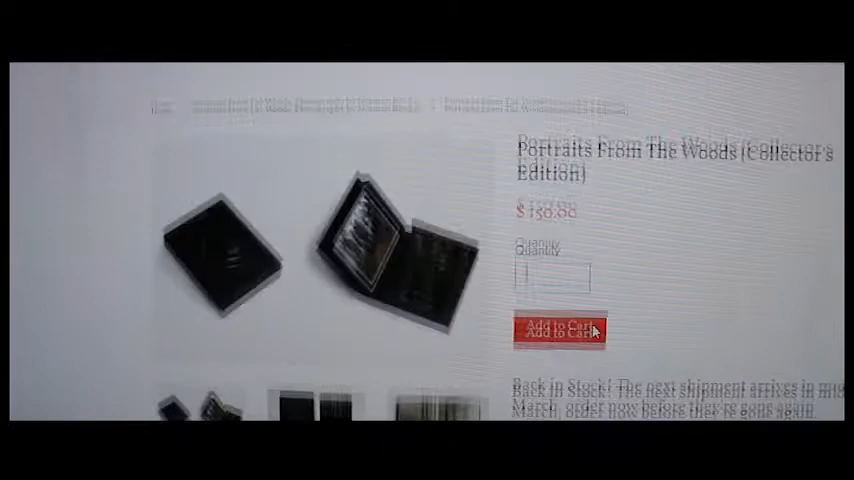 Portraits From The Woods (Collector's
Edition)
$ 150.00
Quantity
Add to Cart
Back in Stock! The next shipment arrives in mid
March, order now before they're gone again.